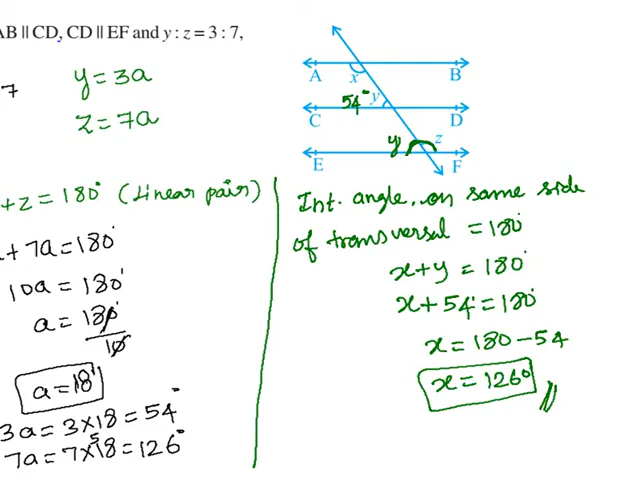 AB || CD, CD || EF and y : z = 3 : 7,
7
y = 3a
z = 7a
+ z = 180° (Linear pair)
+ 7a = 180°
10a = 180°
a = 180°
10
a = 18°
3a = 3 × 18 = 54°
7a = 7 × 18 = 126°
5
A B
x
54° y
C D
y z
E F
Int. angle on same side
of transversal = 180°
x + y = 180°
x + 54° = 180°
x = 180 - 54
x = 126°